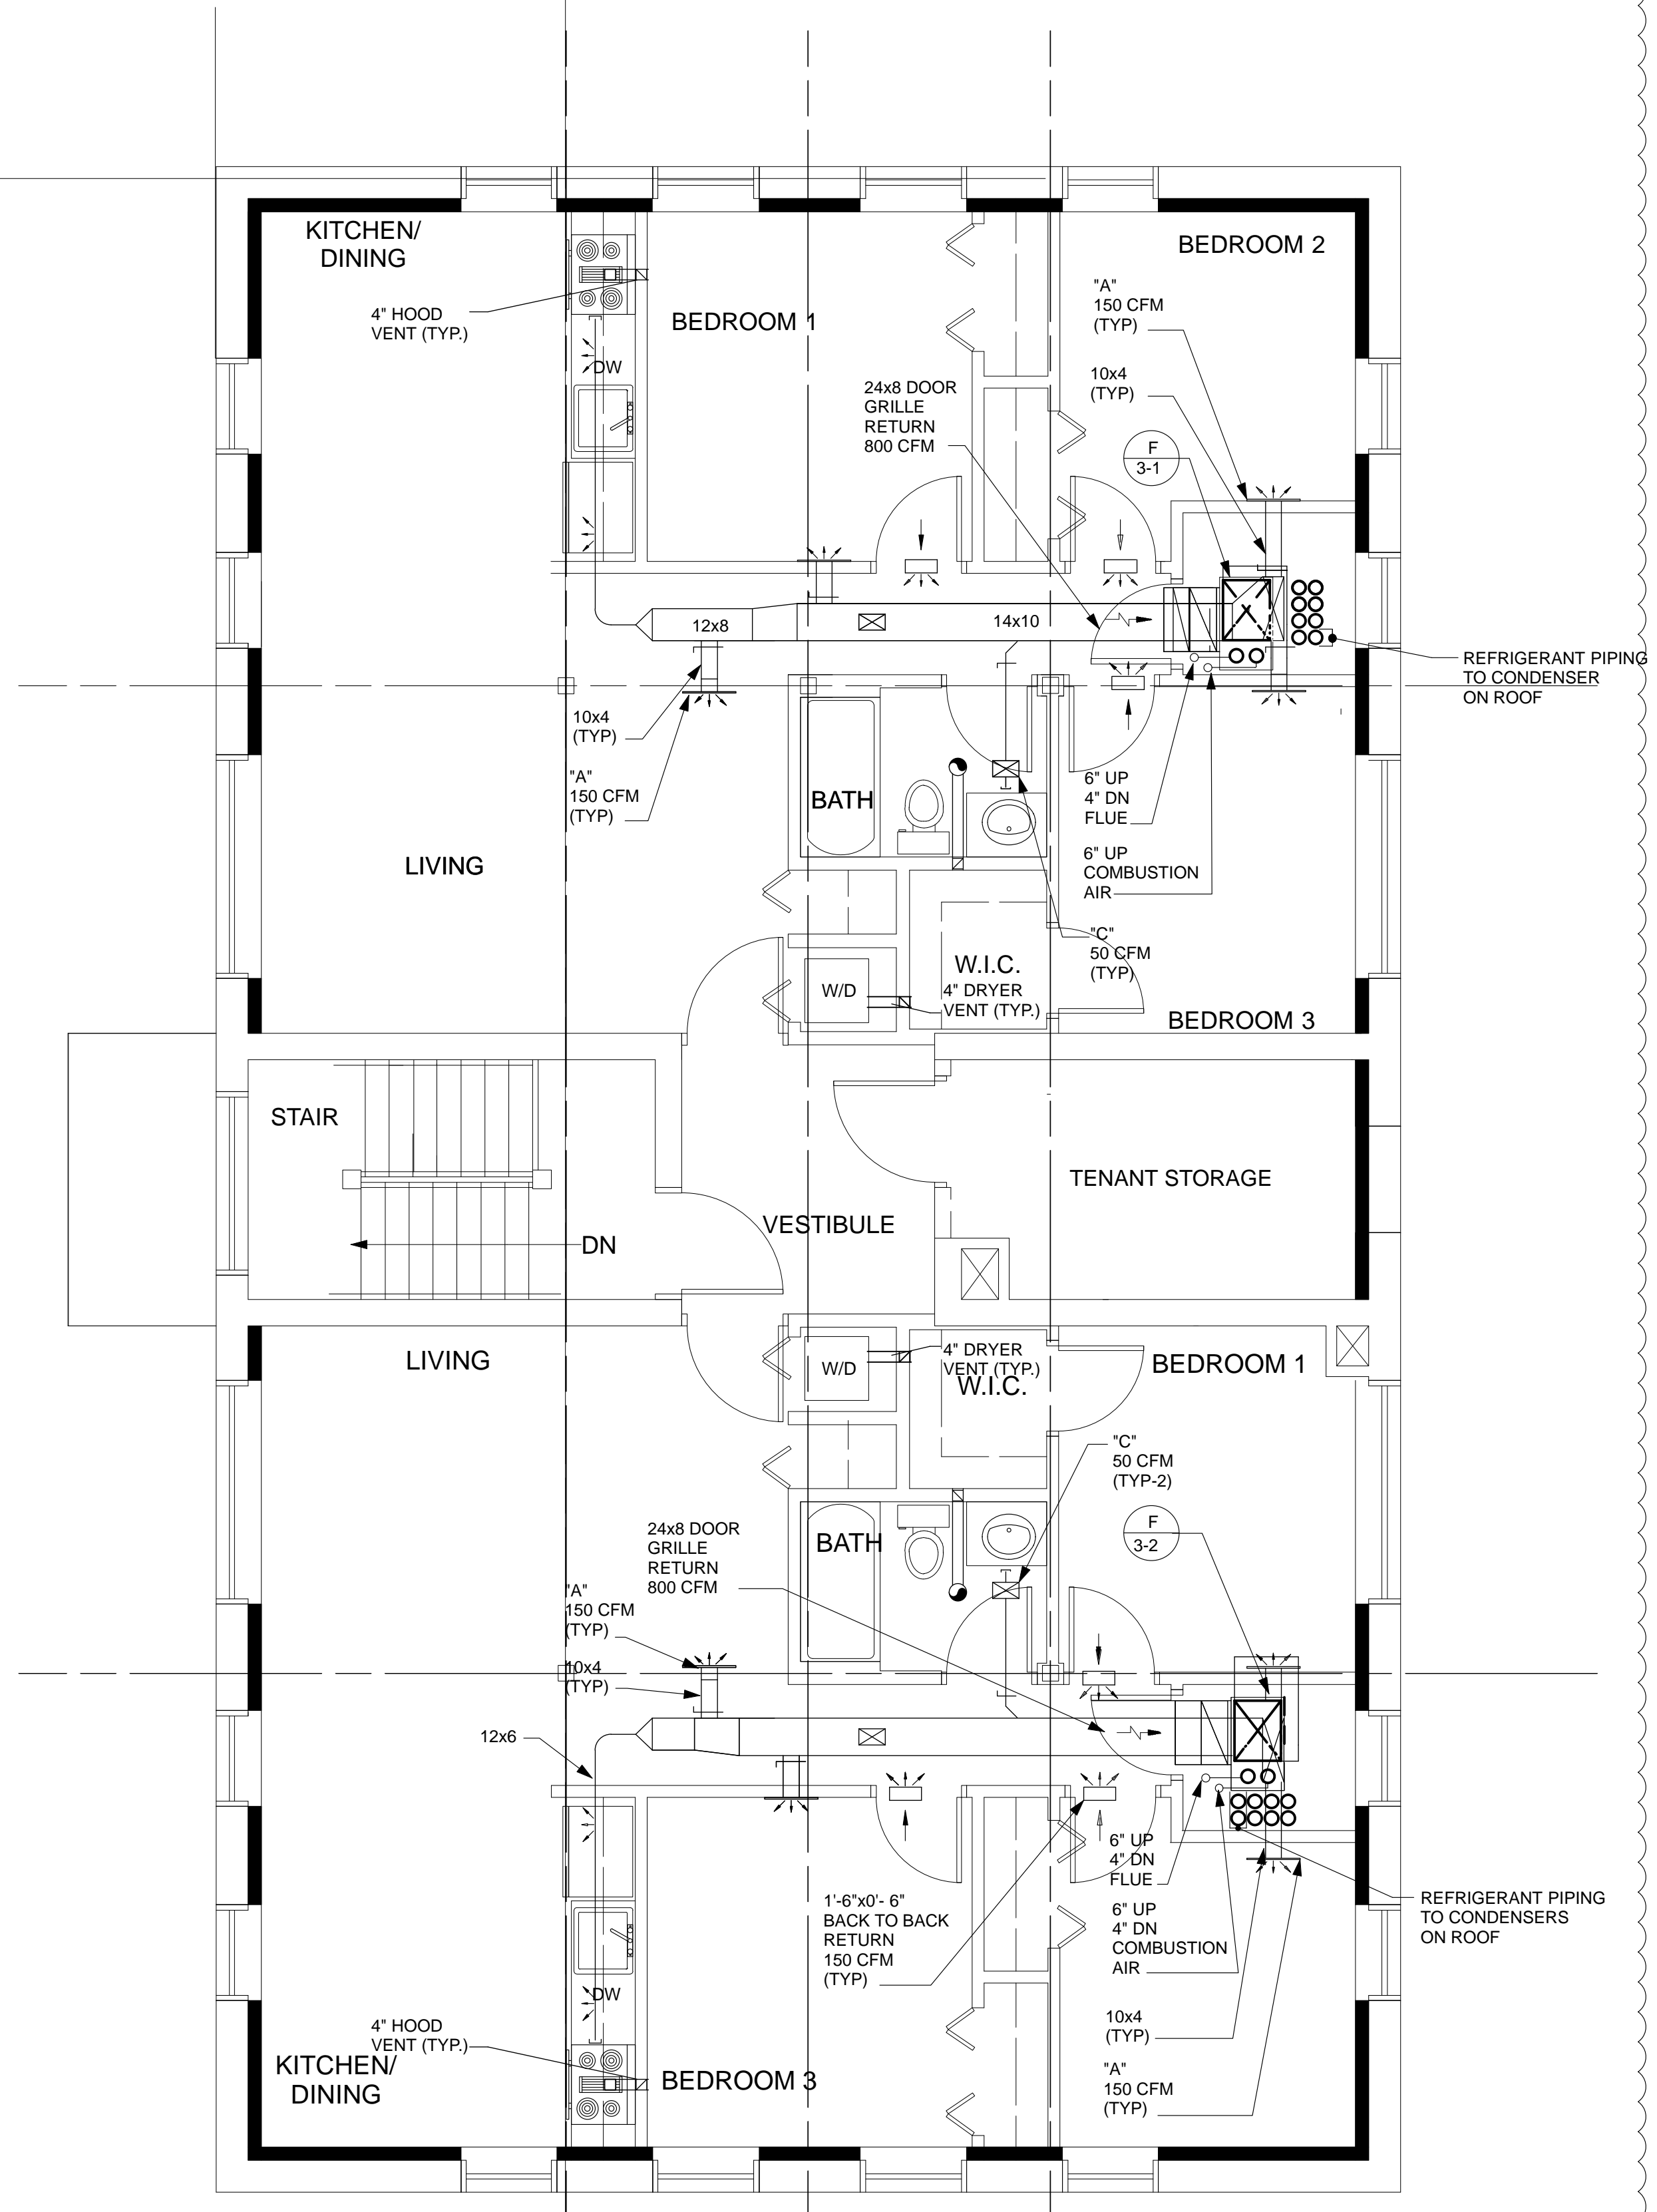 KITCHEN/
DINING
4" HOOD
VENT (TYP.)
DW
BEDROOM 1
BEDROOM 2
"A"
150 CFM
(TYP)
10x4
(TYP)
24x8 DOOR
GRILLE
RETURN
800 CFM
F
3-1
12x8
14x10
REFRIGERANT PIPING
TO CONDENSER
ON ROOF
10x4
(TYP)
"A"
150 CFM
(TYP)
BATH
6" UP
4" DN
FLUE
6" UP
COMBUSTION
AIR
LIVING
"C"
50 CFM
(TYP)
W/D
W.I.C.
4" DRYER
VENT (TYP.)
BEDROOM 3
STAIR
TENANT STORAGE
VESTIBULE
DN
LIVING
W/D
4" DRYER
VENT (TYP.)
W.I.C.
BEDROOM 1
"C"
50 CFM
(TYP-2)
24x8 DOOR
GRILLE
RETURN
800 CFM
BATH
F
3-2
"A"
150 CFM
(TYP)
10x4
(TYP)
12x6
1'-6"x0'- 6"
BACK TO BACK
RETURN
150 CFM
(TYP)
6" UP
4" DN
FLUE
6" UP
4" DN
COMBUSTION
AIR
REFRIGERANT PIPING
TO CONDENSERS
ON ROOF
DW
10x4
(TYP)
"A"
150 CFM
(TYP)
4" HOOD
VENT (TYP.)
KITCHEN/
DINING
BEDROOM 3